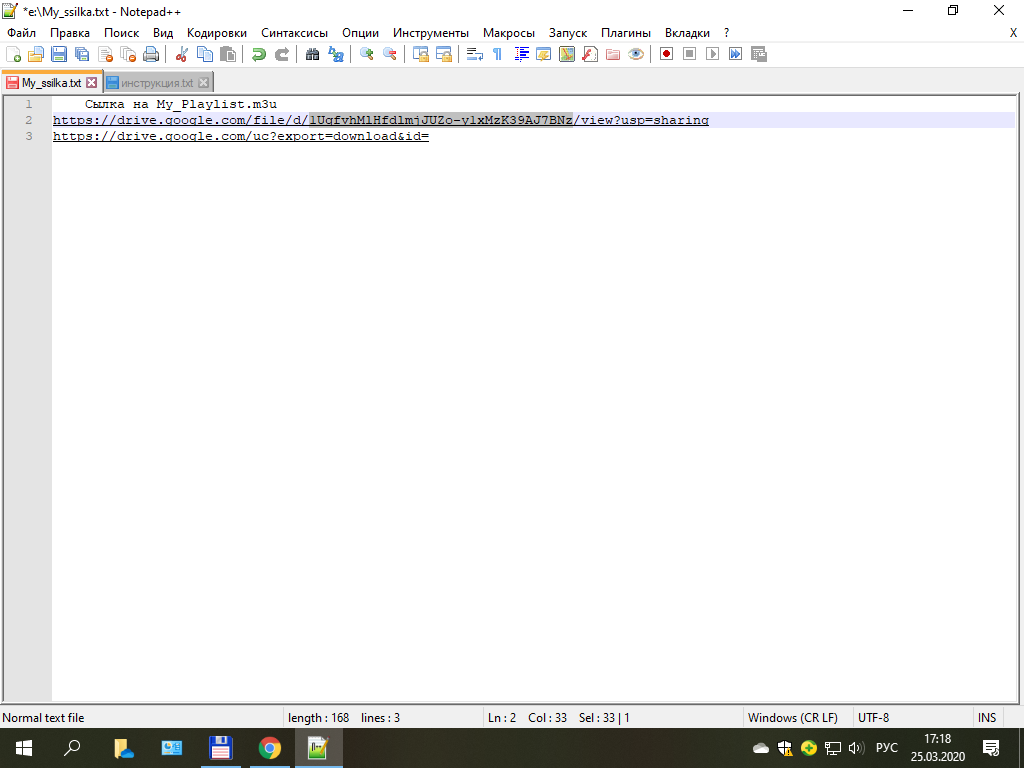 *e:\My_ssilka.txt - Notepad++
Файл Правка Поиск Вид Кодировки Синтаксисы Опции Инструменты Макросы Запуск Плагины Вкладки ? X
My_ssilka.txt инструкция.txt
1 Сылка на My_Playlist.m3u
2 https://drive.google.com/file/d/1UqfvhMlHfdlmjJUZo-ylxMzK39AJ7BNz/view?usp=sharing
3 https://drive.google.com/uc?export=download&id=
Normal text file length : 168 lines : 3 Ln : 2 Col : 33 Sel : 33 | 1 Windows (CR LF) UTF-8 INS
РУС 17:18
25.03.2020